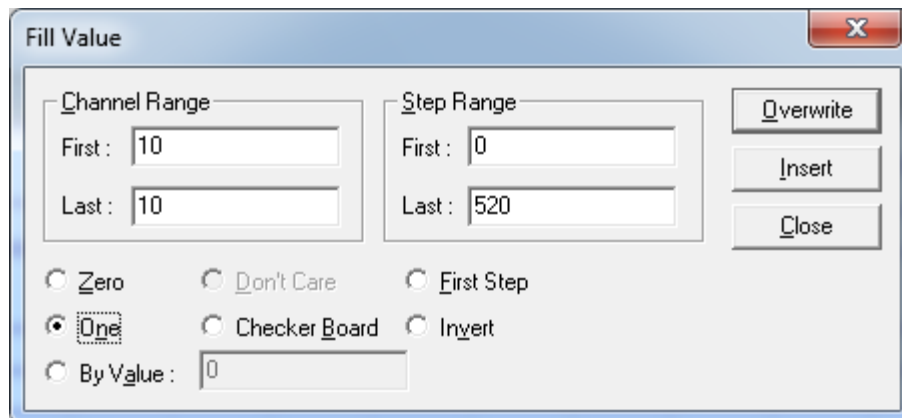 Fill Value
Channel Range
First : 10
Last : 10
Step Range
First : 0
Last : 520
Overwrite
Insert
Close
Zero
Don't Care
First Step
One
Checker Board
Invert
By Value : 0